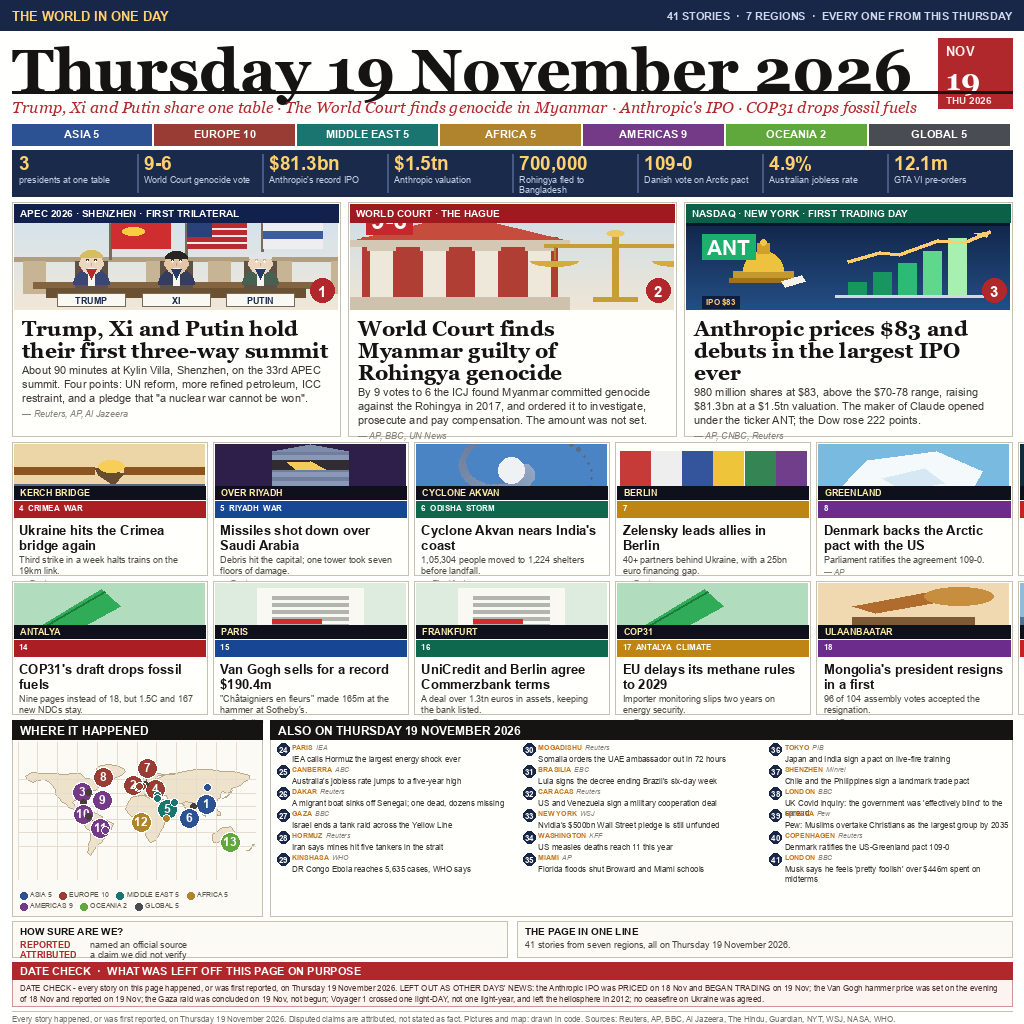 THE WORLD IN ONE DAY
41 STORIES · 7 REGIONS · EVERY ONE FROM THIS THURSDAY
Thursday 19 November 2026
NOV
19
THU 2026
Trump, Xi and Putin share one table · The World Court finds genocide in Myanmar · Anthropic's IPO · COP31 drops fossil fuels
ASIA 5
EUROPE 10
MIDDLE EAST 5
AFRICA 5
AMERICAS 9
OCEANIA 2
GLOBAL 5
3
presidents at one table
9-6
World Court genocide vote
$81.3bn
Anthropic's record IPO
$1.5tn
Anthropic valuation
700,000
Rohingya fled to
Bangladesh
109-0
Danish vote on Arctic pact
4.9%
Australian jobless rate
12.1m
GTA VI pre-orders
APEC 2026 · SHENZHEN · FIRST TRILATERAL
TRUMP
XI
PUTIN
1
Trump, Xi and Putin hold
their first three-way summit
About 90 minutes at Kylin Villa, Shenzhen, on the 33rd APEC
summit. Four points: UN reform, more refined petroleum, ICC
restraint, and a pledge that "a nuclear war cannot be won".
— Reuters, AP, Al Jazeera
WORLD COURT · THE HAGUE
9-6
2
World Court finds
Myanmar guilty of
Rohingya genocide
By 9 votes to 6 the ICJ found Myanmar committed genocide
against the Rohingya in 2017, and ordered it to investigate,
prosecute and pay compensation. The amount was not set.
— AP, BBC, UN News
NASDAQ · NEW YORK · FIRST TRADING DAY
ANT
IPO $83
3
Anthropic prices $83 and
debuts in the largest IPO
ever
980 million shares at $83, above the $70-78 range, raising
$81.3bn at a $1.5tn valuation. The maker of Claude opened
under the ticker ANT; the Dow rose 222 points.
— AP, CNBC, Reuters
KERCH BRIDGE
4 CRIMEA WAR
Ukraine hits the Crimea
bridge again
Third strike in a week halts trains on the
19km link.
OVER RIYADH
5 RIYADH WAR
Missiles shot down over
Saudi Arabia
Debris hit the capital; one tower took seven
floors of damage.
CYCLONE AKVAN
6 ODISHA STORM
Cyclone Akvan nears India's
coast
1,05,304 people moved to 1,224 shelters
before landfall.
BERLIN
7
Zelensky leads allies in
Berlin
40+ partners behind Ukraine, with a 25bn
euro financing gap.
GREENLAND
8
Denmark backs the Arctic
pact with the US
Parliament ratifies the agreement 109-0.
— AP
ANTALYA
14
COP31's draft drops fossil
fuels
Nine pages instead of 18, but 1.5C and 167
new NDCs stay.
PARIS
15
Van Gogh sells for a record
$190.4m
"Châtaigniers en fleurs" made 165m at the
hammer at Sotheby's.
FRANKFURT
16
UniCredit and Berlin agree
Commerzbank terms
A deal over 1.3tn euros in assets, keeping
the bank listed.
COP31
17 ANTALYA CLIMATE
EU delays its methane rules
to 2029
Importer monitoring slips two years on
energy security.
ULAANBAATAR
18
Mongolia's president resigns
in a first
96 of 104 assembly votes accepted the
resignation.
WHERE IT HAPPENED
8
7
3
9
12
5
1
6
13
ASIA 5
EUROPE 10
MIDDLE EAST 5
AFRICA 5
AMERICAS 9
OCEANIA 2
GLOBAL 5
ALSO ON THURSDAY 19 NOVEMBER 2026
24 PARIS IEA
IEA calls Hormuz the largest energy shock ever
25 CANBERRA ABC
Australia's jobless rate jumps to a five-year high
26 DAKAR Reuters
A migrant boat sinks off Senegal; one dead, dozens missing
27 GAZA BBC
Israel ends a tank raid across the Yellow Line
28 HORMUZ Reuters
Iran says mines hit five tankers in the strait
29 KINSHASA WHO
DR Congo Ebola reaches 5,635 cases, WHO says
30 MOGADISHU Reuters
Somalia orders the UAE ambassador out in 72 hours
31 BRASILIA EBC
Lula signs the decree ending Brazil's six-day week
32 CARACAS Reuters
US and Venezuela sign a military cooperation deal
33 NEW YORK WSJ
Nvidia's $500bn Wall Street pledge is still unfunded
34 WASHINGTON KFF
US measles deaths reach 11 this year
35 MIAMI AP
Florida floods shut Broward and Miami schools
36 TOKYO PIB
Japan and India sign a pact on live-fire training
37 SHENZHEN Minrel
Chile and the Philippines sign a landmark trade pact
38 LONDON BBC
UK Covid Inquiry: the government was 'effectively blind' to the
39 Pew
Pew: Muslims overtake Christians as the largest group by 2035
40 COPENHAGEN Reuters
Denmark ratifies the US-Greenland pact 109-0
41 LONDON BBC
Musk says he feels 'pretty foolish' over $446m spent on
midterms
HOW SURE ARE WE?
REPORTED named an official source
ATTRIBUTED a claim we did not verify
THE PAGE IN ONE LINE
41 stories from seven regions, all on Thursday 19 November 2026.
DATE CHECK · WHAT WAS LEFT OFF THIS PAGE ON PURPOSE
DATE CHECK - every story on this page happened, or was first reported, on Thursday 19 November 2026. LEFT OUT AS OTHER DAYS' NEWS: the Anthropic IPO was PRICED on 18 Nov and BEGAN TRADING on 19 Nov; the Van Gogh hammer price was set on the evening
of 18 Nov and reported on 19 Nov; the Gaza raid was concluded on 19 Nov, not begun; Voyager 1 crossed one light-DAY, not one light-year, and left the heliosphere in 2012; no ceasefire on Ukraine was agreed.
Every story happened, or was first reported, on Thursday 19 November 2026. Disputed claims are attributed, not stated as fact. Pictures and map: drawn in code. Sources: Reuters, AP, BBC, Al Jazeera, The Hindu, Guardian, NYT, WSJ, NASA, WHO.